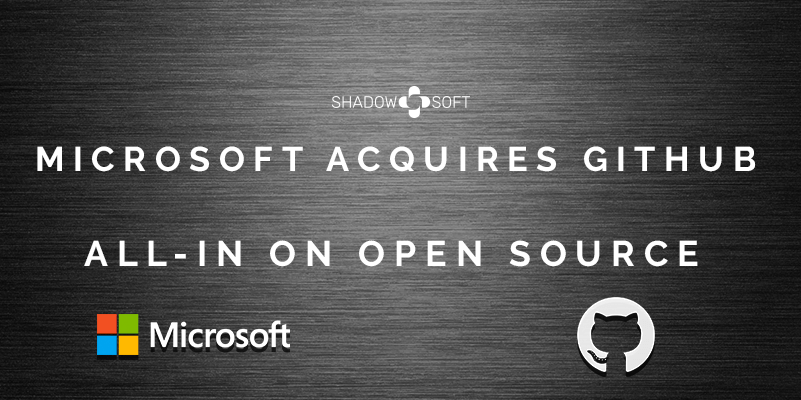 SHADOW SOFT
MICROSOFT ACQUIRES GITHUB
ALL-IN ON OPEN SOURCE
Microsoft